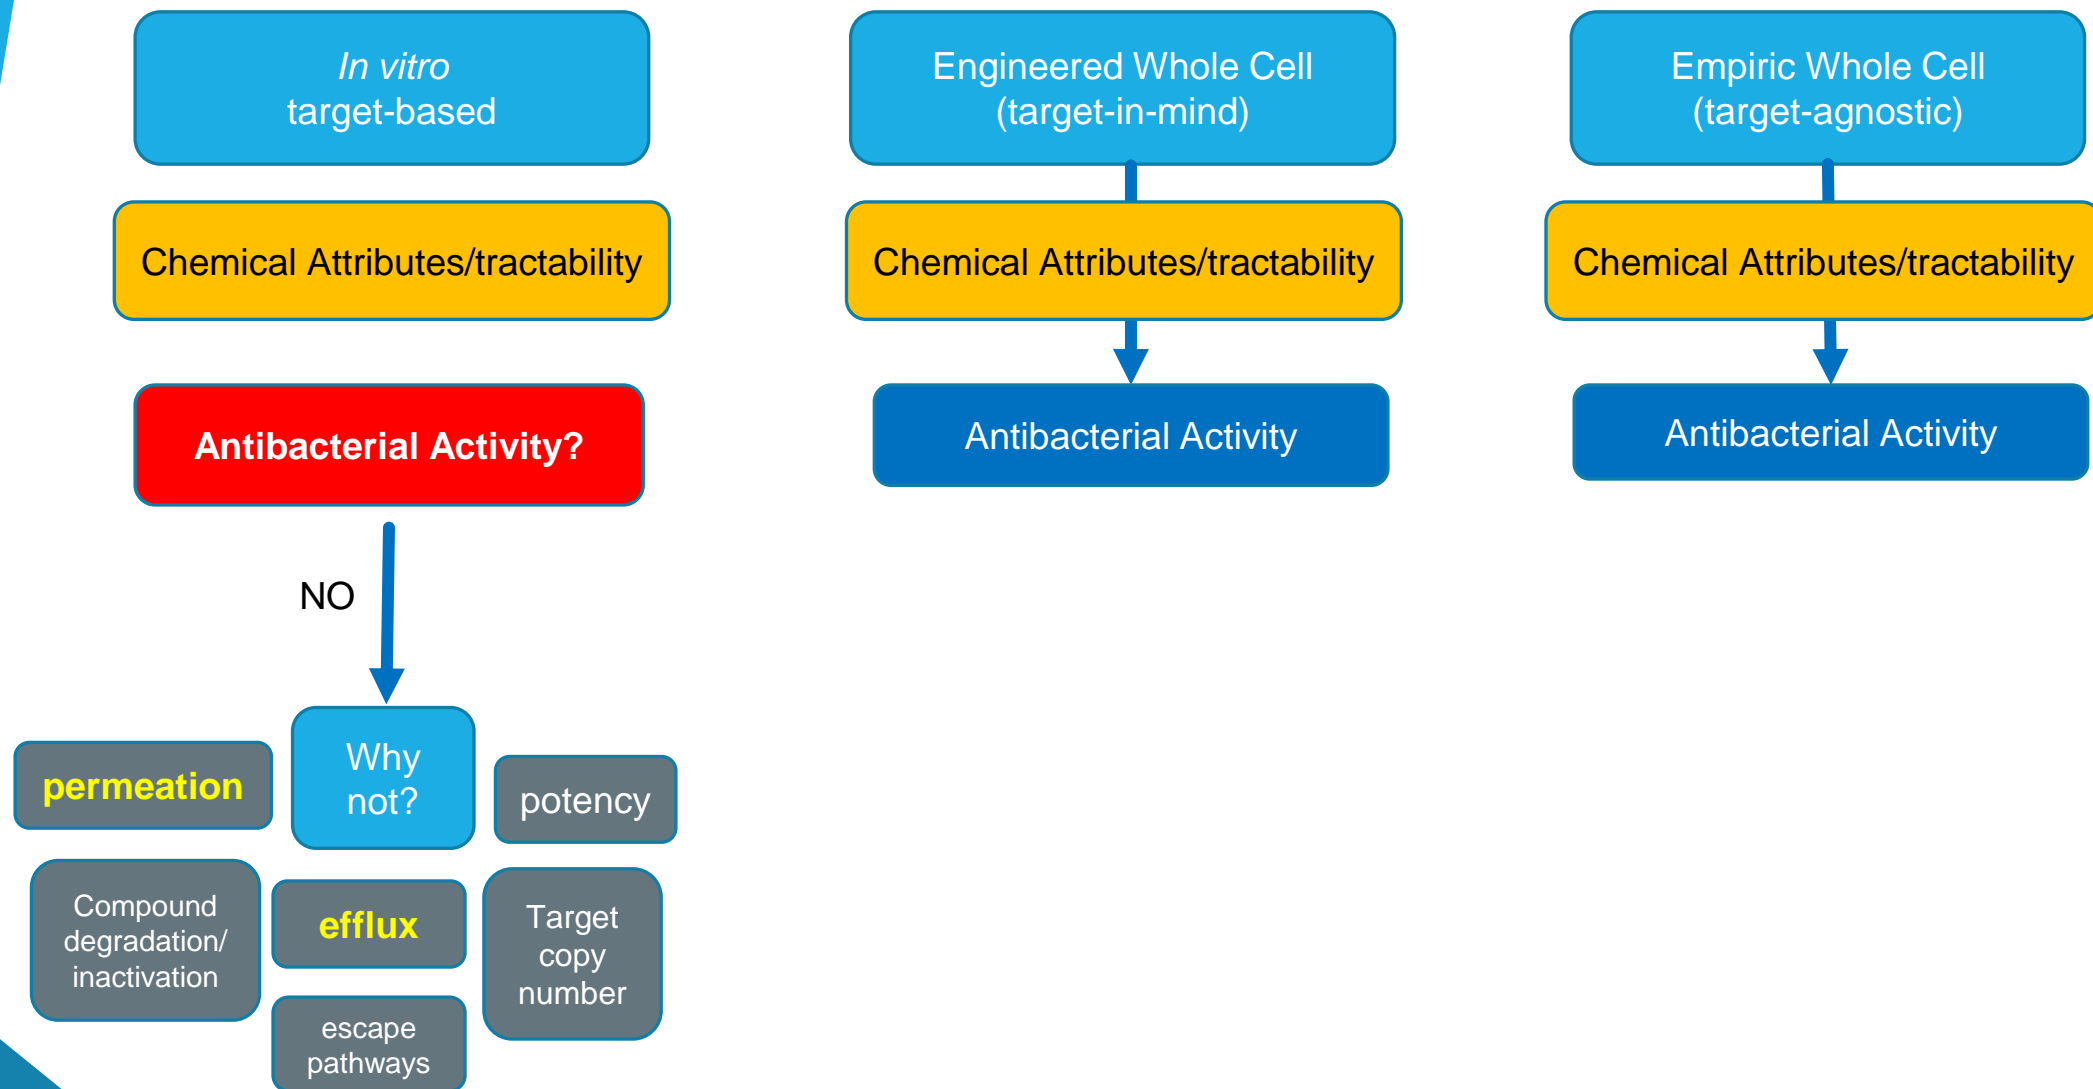 In vitro
target-based
Engineered Whole Cell
(target-in-mind)
Empiric Whole Cell
(target-agnostic)
Chemical Attributes/tractability
Chemical Attributes/tractability
Chemical Attributes/tractability
Antibacterial Activity?
Antibacterial Activity
Antibacterial Activity
NO
Why
not?
permeation
potency
Compound
degradation/
inactivation
efflux
Target
copy
number
escape
pathways